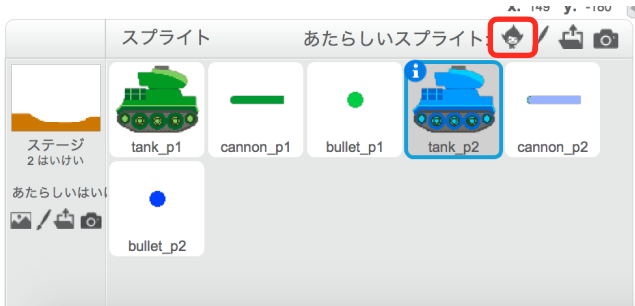 x: 149 y: -180
スプライト
あたらしいスプライト:
tank_p1
cannon_p1
bullet_p1
tank_p2
cannon_p2
ステージ
2 はいけい
あたらしいはい
bullet_p2